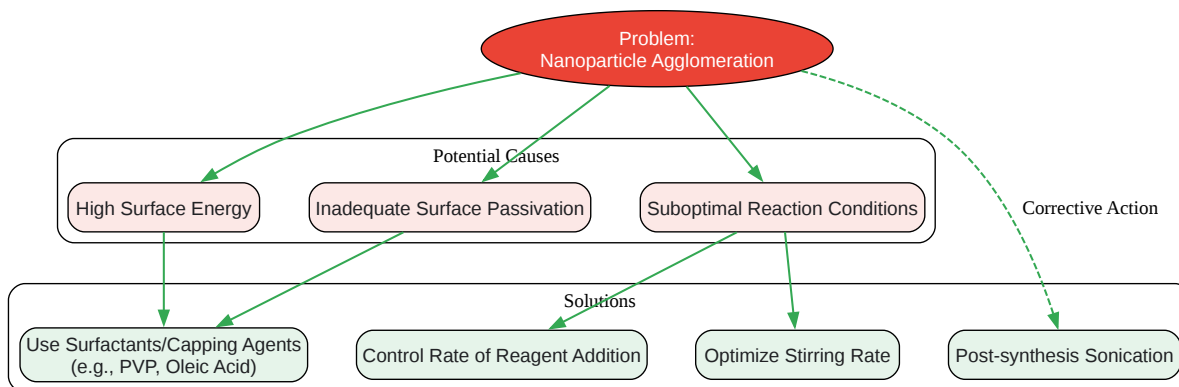 Problem:
Nanoparticle Agglomeration
Potential Causes
High Surface Energy
Inadequate Surface Passivation
Suboptimal Reaction Conditions
Corrective Action
Solutions
Use Surfactants/Capping Agents
(e.g., PVP, Oleic Acid)
Control Rate of Reagent Addition
Optimize Stirring Rate
Post-synthesis Sonication